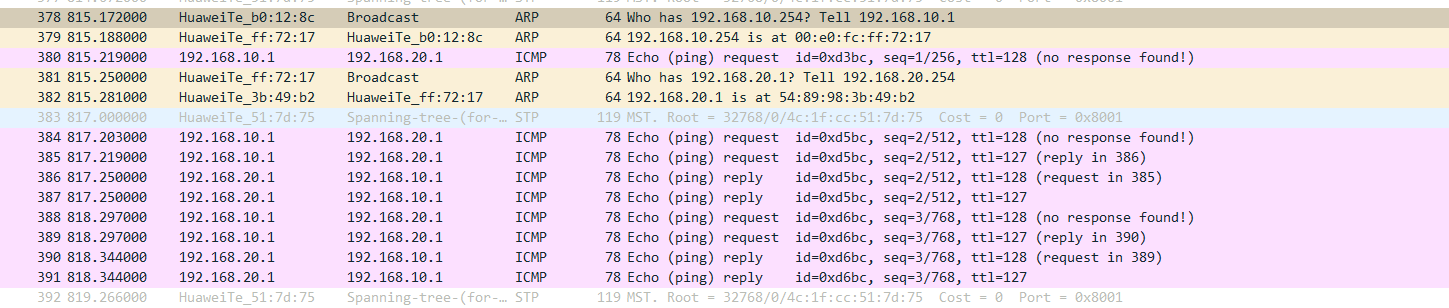 378 815.172000 HuaweiTe_b0:12:8c Broadcast ARP 64 Who has 192.168.10.254? Tell 192.168.10.1
379 815.188000 HuaweiTe_ff:72:17 HuaweiTe_b0:12:8c ARP 64 192.168.10.254 is at 00:e0:fc:ff:72:17
380 815.219000 192.168.10.1 192.168.20.1 ICMP 78 Echo (ping) request id=0xd3bc, seq=1/256, ttl=128 (no response found!)
381 815.250000 HuaweiTe_ff:72:17 Broadcast ARP 64 Who has 192.168.20.1? Tell 192.168.20.254
382 815.281000 HuaweiTe_3b:49:b2 HuaweiTe_ff:72:17 ARP 64 192.168.20.1 is at 54:89:98:3b:49:b2
383 817.000000 HuaweiTe_51:7d:75 Spanning-tree-(for-… STP 119 MST. Root = 32768/0/4c:1f:cc:51:7d:75 Cost = 0 Port = 0x8001
384 817.203000 192.168.10.1 192.168.20.1 ICMP 78 Echo (ping) request id=0xd5bc, seq=2/512, ttl=128 (no response found!)
385 817.219000 192.168.10.1 192.168.20.1 ICMP 78 Echo (ping) request id=0xd5bc, seq=2/512, ttl=127 (reply in 386)
386 817.250000 192.168.20.1 192.168.10.1 ICMP 78 Echo (ping) reply id=0xd5bc, seq=2/512, ttl=128 (request in 385)
387 817.250000 192.168.20.1 192.168.10.1 ICMP 78 Echo (ping) reply id=0xd5bc, seq=2/512, ttl=127
388 818.297000 192.168.10.1 192.168.20.1 ICMP 78 Echo (ping) request id=0xd6bc, seq=3/768, ttl=128 (no response found!)
389 818.297000 192.168.10.1 192.168.20.1 ICMP 78 Echo (ping) request id=0xd6bc, seq=3/768, ttl=127 (reply in 390)
390 818.344000 192.168.20.1 192.168.10.1 ICMP 78 Echo (ping) reply id=0xd6bc, seq=3/768, ttl=128 (request in 389)
391 818.344000 192.168.20.1 192.168.10.1 ICMP 78 Echo (ping) reply id=0xd6bc, seq=3/768, ttl=127
392 819.266000 HuaweiTe_51:7d:75 Spanning-tree-(for-… STP 119 MST. Root = 32768/0/4c:1f:cc:51:7d:75 Cost = 0 Port = 0x8001